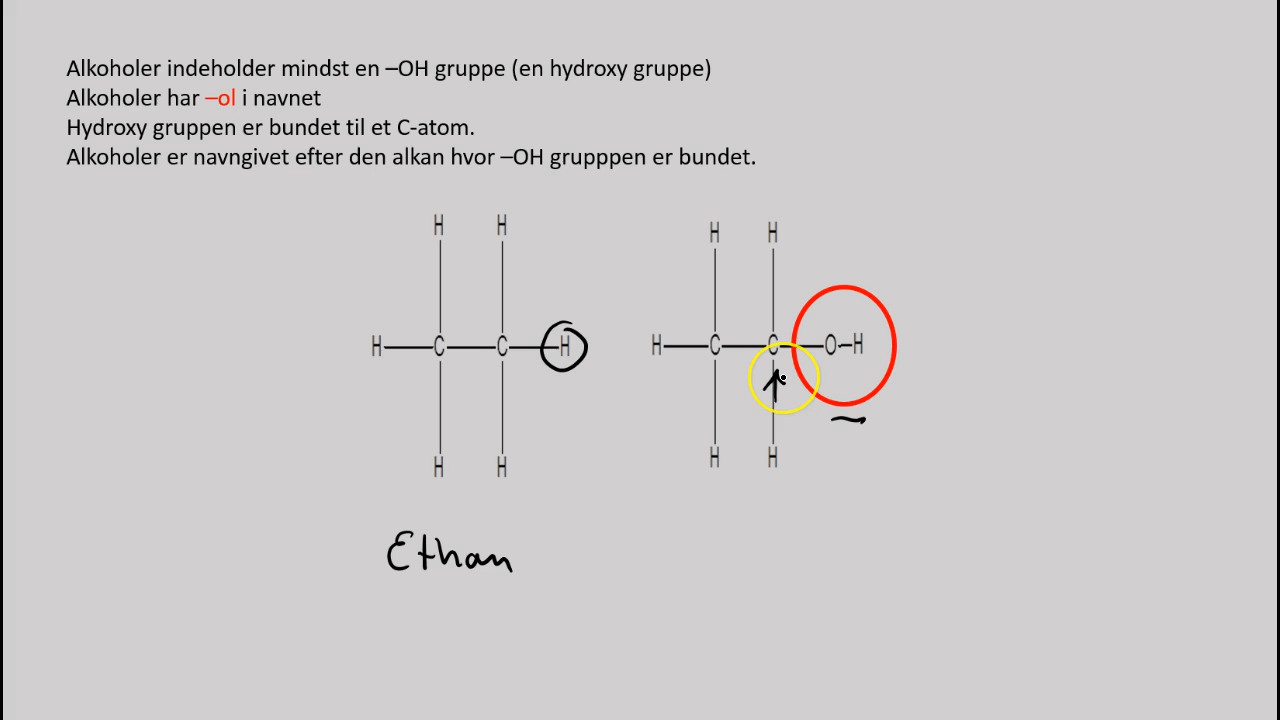 Alkoholer indeholder mindst en –OH gruppe (en hydroxy gruppe)
Alkoholer har –ol i navnet
Hydroxy gruppen er bundet til et C-atom.
Alkoholer er navngivet efter den alkan hvor –OH grupppen er bundet.
H H H H
H C C H H C C O H
H H H H
Ethan